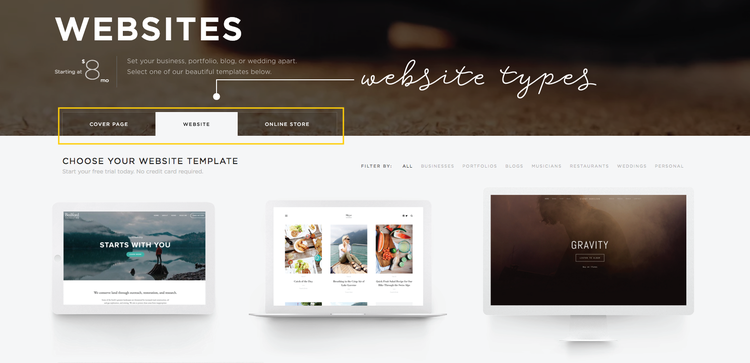 WEBSITES
Starting at $8 mo
Set your business, portfolio, blog, or wedding apart.
Select one of our beautiful templates below.
website types
COVER PAGE WEBSITE ONLINE STORE
CHOOSE YOUR WEBSITE TEMPLATE
Start your free trial today. No credit card required.
FILTER BY: ALL BUSINESSES PORTFOLIOS BLOGS MUSICIANS RESTAURANTS WEDDINGS PERSONAL
STARTS WITH YOU
GRAVITY